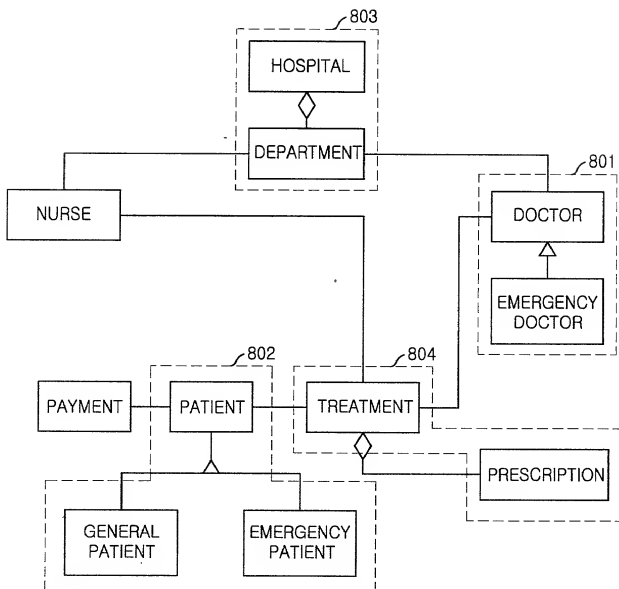 803
HOSPITAL
DEPARTMENT
801
NURSE
DOCTOR
EMERGENCY
DOCTOR
802
804
PAYMENT
PATIENT
TREATMENT
PRESCRIPTION
GENERAL
PATIENT
EMERGENCY
PATIENT